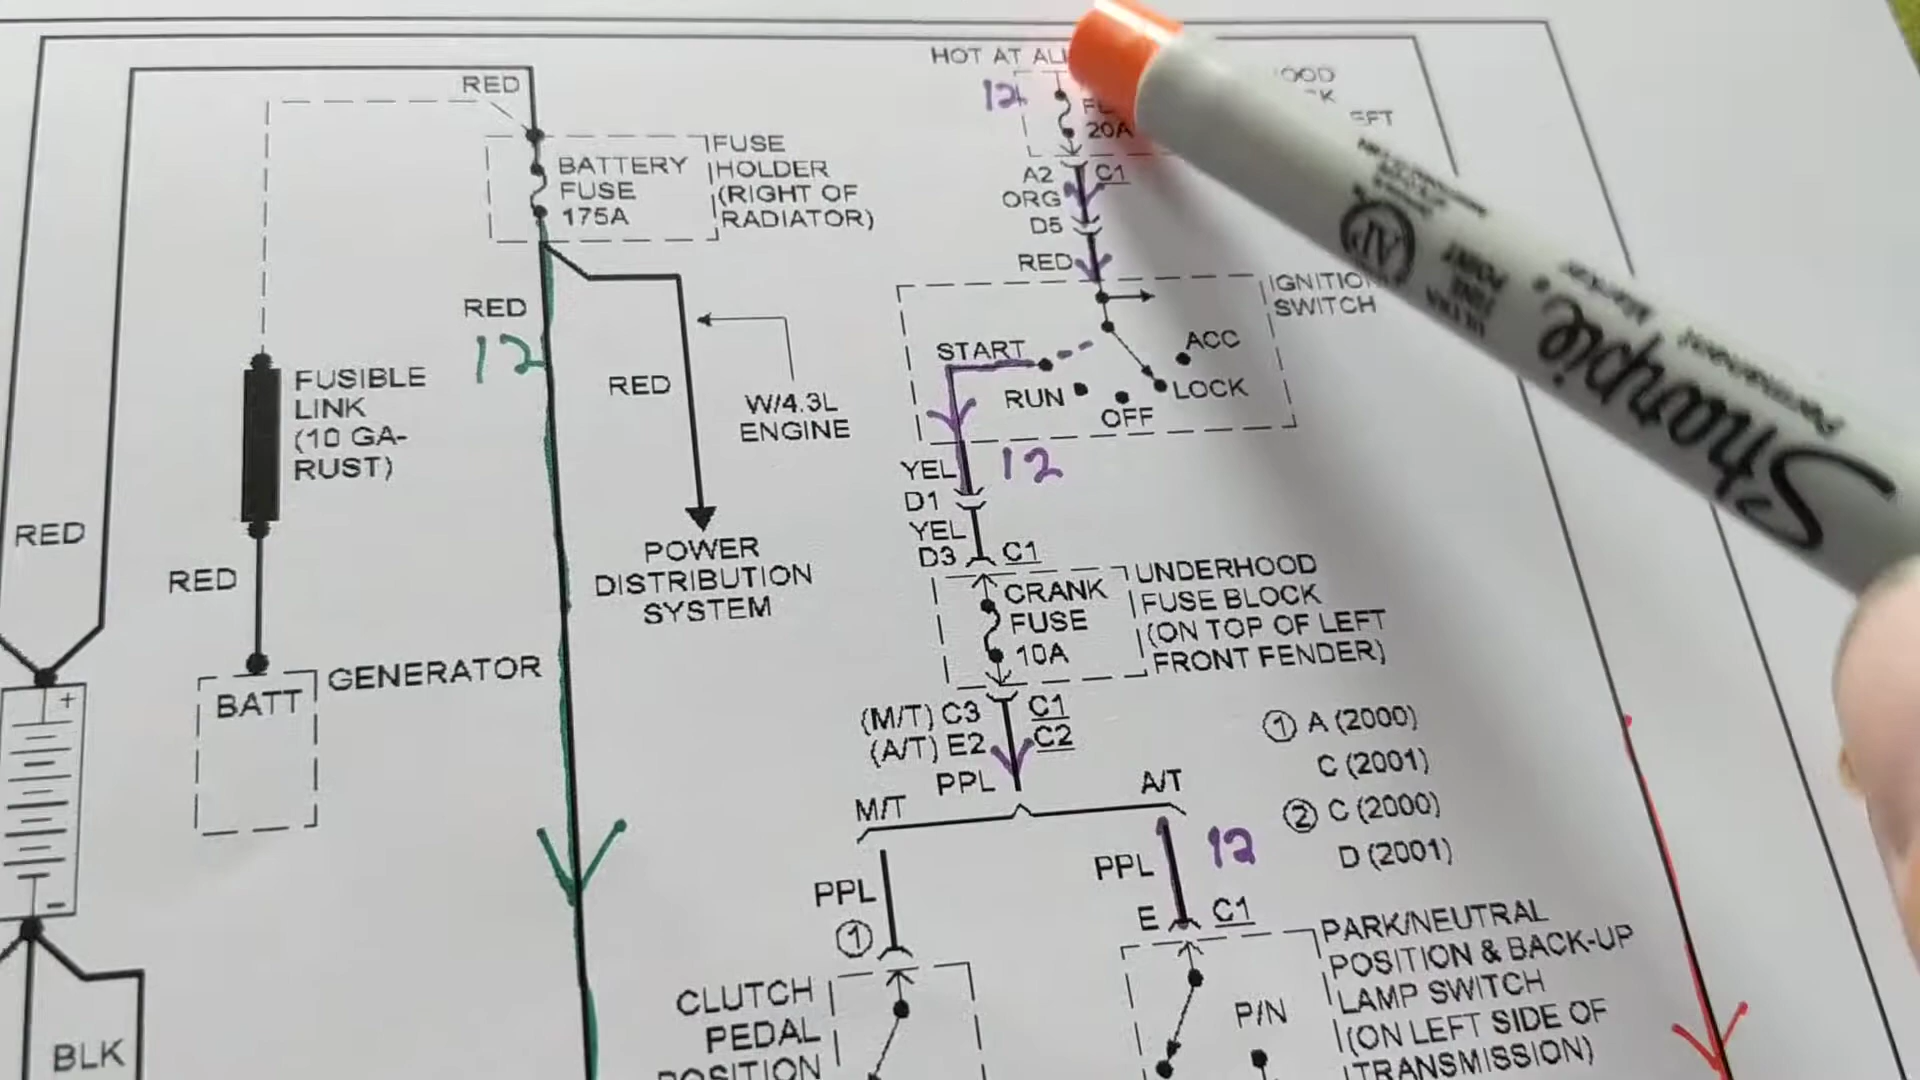 RED
BATTERY
FUSE
175A
FUSE
HOLDER
(RIGHT OF
RADIATOR)
RED
12
RED
W/4.3L
ENGINE
POWER
DISTRIBUTION
SYSTEM
FUSIBLE
LINK
(10 GA-
RUST)
RED
RED
BATT
GENERATOR
+
-
BLK
HOT AT
12
20A
A2 C1
ORG
D5
RED
IGNITION
SWITCH
START
ACC
RUN
LOCK
OFF
YEL 12
D1
YEL
D3 C1
CRANK
FUSE
10A
UNDERHOOD
FUSE BLOCK
(ON TOP OF LEFT
FRONT FENDER)
(M/T) C3 C1
(A/T) E2 C2
PPL
M/T
A/T
① A (2000)
C (2001)
② C (2000)
D (2001)
PPL
①
PPL 12
E C1
CLUTCH
PEDAL
POSITION
PARK/NEUTRAL
POSITION & BACK-UP
LAMP SWITCH
(ON LEFT SIDE OF
TRANSMISSION)
P/N
Sharpie.
AP